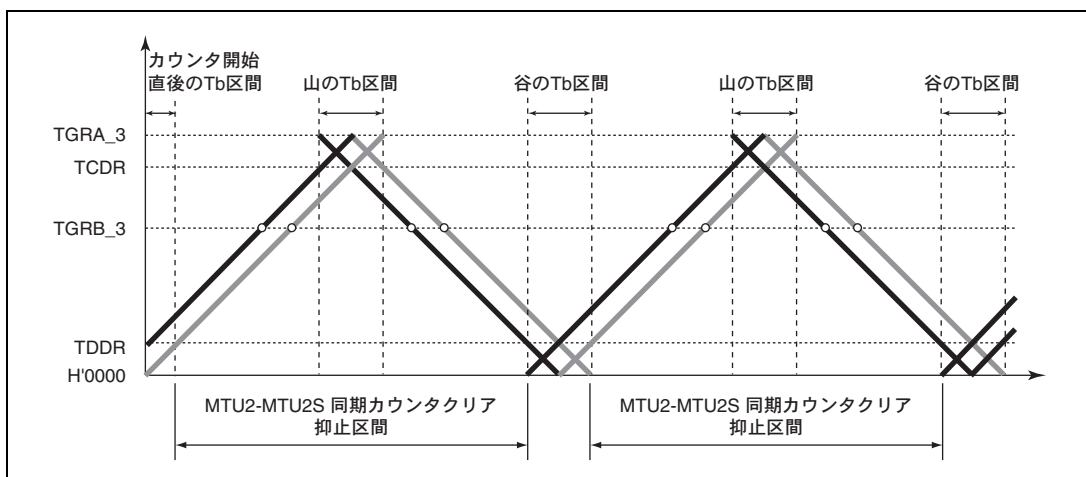 カウンタ開始
直後のTb区間
山のTb区間
谷のTb区間
山のTb区間
谷のTb区間
TGRA_3
TCDR
TGRB_3
TDDR
H'0000
MTU2-MTU2S 同期カウンタクリア
抑止区間
MTU2-MTU2S 同期カウンタクリア
抑止区間